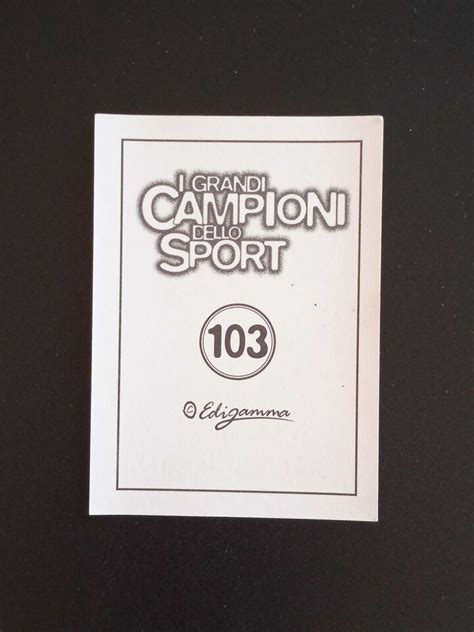 I GRANDI
CAMPIONI
DELLO
SPORT
103
© Edigamma